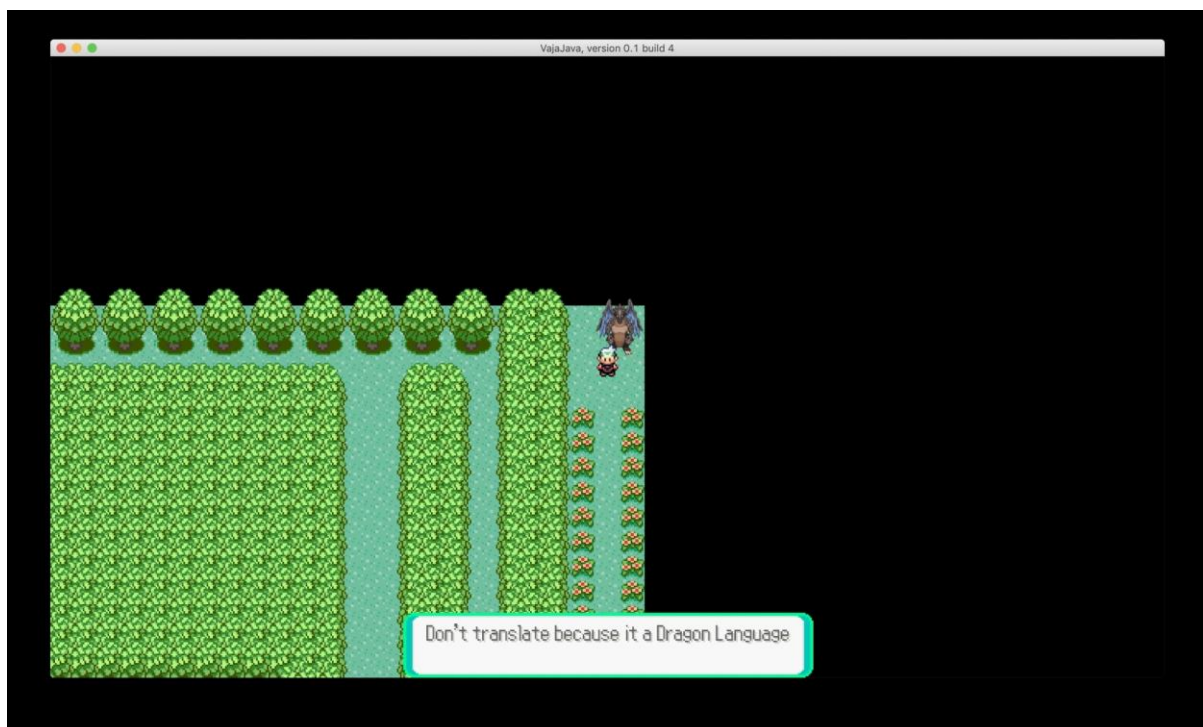 VajaJava, version 0.1 build 4
Don't translate because it a Dragon Language